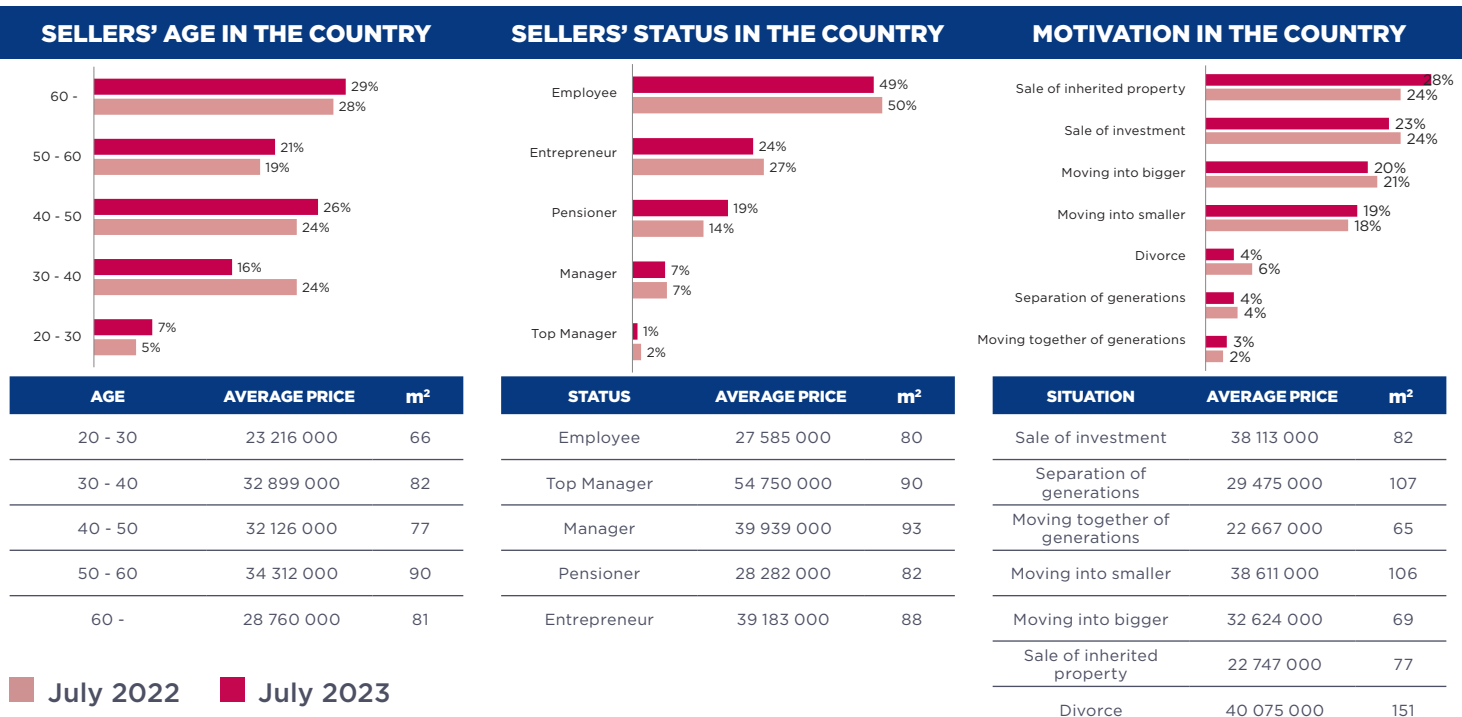 SELLERS' AGE IN THE COUNTRY
60 -
29%
28%
50 - 60
21%
19%
40 - 50
26%
24%
30 - 40
16%
24%
20 - 30
7%
5%
AGE AVERAGE PRICE m²
20 - 30 23 216 000 66
30 - 40 32 899 000 82
40 - 50 32 126 000 77
50 - 60 34 312 000 90
60 - 28 760 000 81
July 2022 July 2023
SELLERS' STATUS IN THE COUNTRY
Employee
49%
50%
Entrepreneur
24%
27%
Pensioner
19%
14%
Manager
7%
7%
Top Manager
1%
2%
STATUS AVERAGE PRICE m²
Employee 27 585 000 80
Top Manager 54 750 000 90
Manager 39 939 000 93
Pensioner 28 282 000 82
Entrepreneur 39 183 000 88
MOTIVATION IN THE COUNTRY
Sale of inherited property
28%
24%
Sale of investment
23%
24%
Moving into bigger
20%
21%
Moving into smaller
19%
18%
Divorce
4%
6%
Separation of generations
4%
4%
Moving together of generations
3%
2%
SITUATION AVERAGE PRICE m²
Sale of investment 38 113 000 82
Separation of
generations 29 475 000 107
Moving together of
generations 22 667 000 65
Moving into smaller 38 611 000 106
Moving into bigger 32 624 000 69
Sale of inherited
property 22 747 000 77
Divorce 40 075 000 151